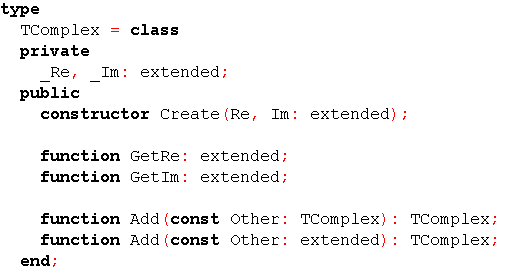 type
  TComplex = class
  private
    _Re, _Im: extended;
  public
    constructor Create(Re, Im: extended);

    function GetRe: extended;
    function GetIm: extended;

    function Add(const Other: TComplex): TComplex;
    function Add(const Other: extended): TComplex;
  end;